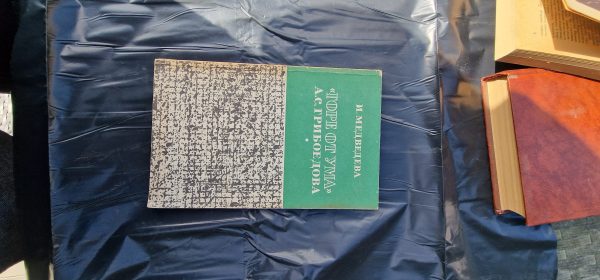 И. МЕДВЕДЕВА
«ГОРЕ ОТ УМА»
А.С. ГРИБОЕДОВА